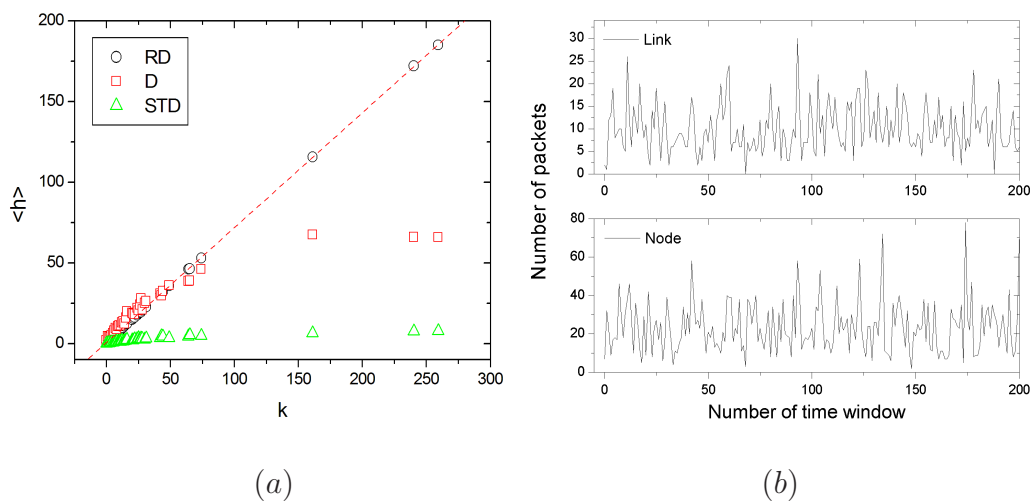 200
150
100
50
0
<h>
RD
D
STD
0 50 100 150 200 250 300
k
(a)
30
25
20
15
10
5
0
Link
0 50 100 150 200
Number of packets
80
60
40
20
0
Node
0 50 100 150 200
Number of time window
(b)